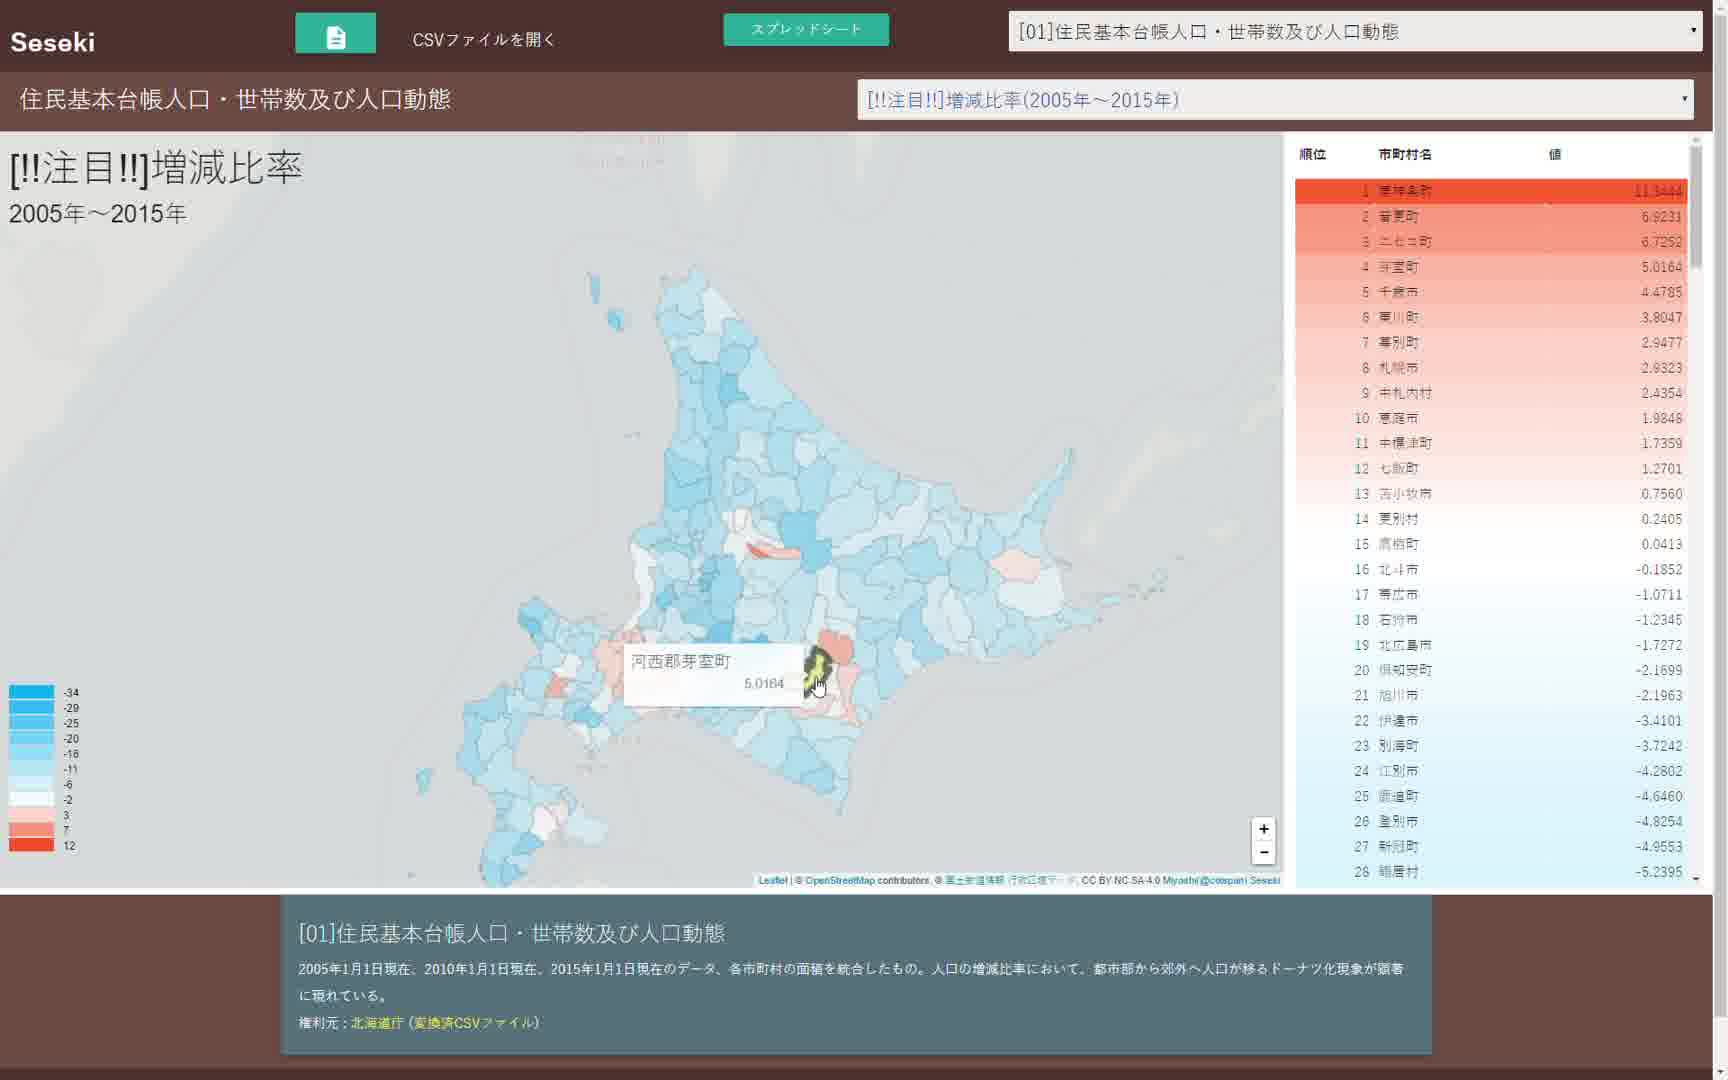 Seseki
CSVファイルを開く
スプレッドシート
[01]住民基本台帳人口・世帯数及び人口動態
住民基本台帳人口・世帯数及び人口動態
[!!注目!!]増減比率(2005年～2015年)
[!!注目!!]増減比率
2005年～2015年
順位 市町村名 値
1 東神楽町 11.3444
2 音更町 6.9231
3 ニセコ町 6.7252
4 芽室町 5.0164
5 千歳市 4.4785
6 東川町 3.8047
7 幕別町 2.9477
8 札幌市 2.9323
9 中札内村 2.4354
10 恵庭市 1.9848
11 中標津町 1.7359
12 七飯町 1.2701
13 苫小牧市 0.7560
14 更別村 0.2405
15 鷹栖町 0.0413
16 北斗市 -0.1852
17 帯広市 -1.0711
18 石狩市 -1.2345
19 北広島市 -1.7272
20 倶知安町 -2.1699
21 旭川市 -2.1963
22 伊達市 -3.4101
23 別海町 -3.7242
24 江別市 -4.2802
25 鹿追町 -4.6460
26 登別市 -4.8254
27 新冠町 -4.9553
28 鶴居村 -5.2395
河西郡芽室町
5.0164
-34
-29
-25
-20
-16
-11
-6
-2
3
7
12
+
-
Leaflet | © OpenStreetMap contributors, © 国土数値情報 行政区域データ, CC BY-NC-SA-4.0 Miyoshi(@coispan) Seseki
[01]住民基本台帳人口・世帯数及び人口動態
2005年1月1日現在、2010年1月1日現在、2015年1月1日現在のデータ、各市町村の面積を統合したもの。人口の増減比率において、都市部から郊外へ人口が移るドーナツ化現象が顕著
に現れている。
権利元 : 北海道庁 (変換済CSVファイル)